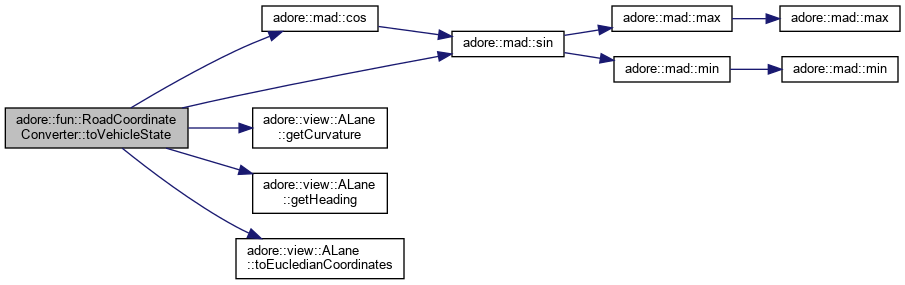 adore::mad::cos
adore::mad::max
adore::mad::max
adore::mad::sin
adore::mad::min
adore::mad::min
adore::fun::RoadCoordinate
Converter::toVehicleState
adore::view::ALane
::getCurvature
adore::view::ALane
::getHeading
adore::view::ALane
::toEucledianCoordinates